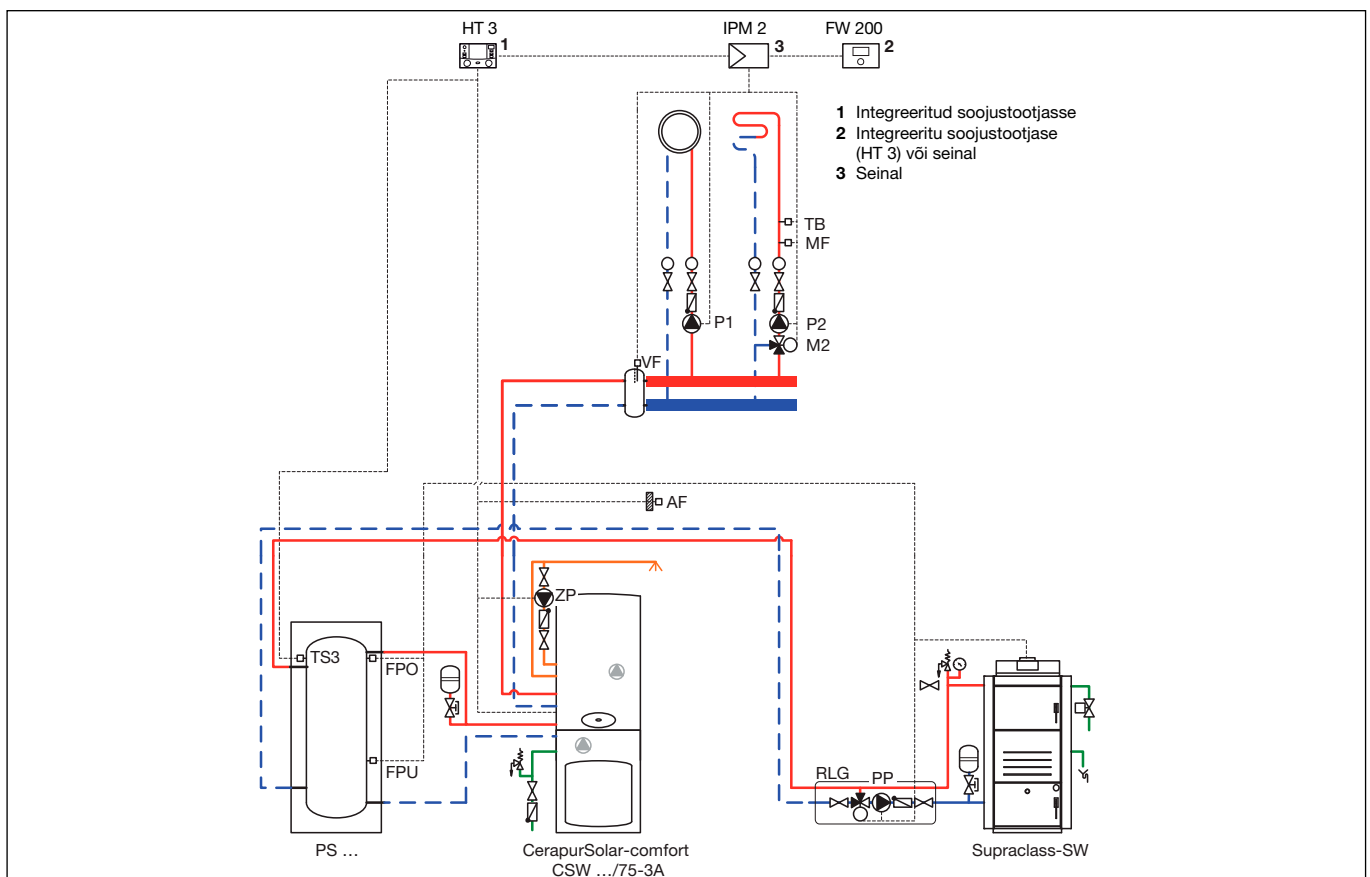 HT 3
1
IPM 2
3
FW 200
2
1 Integreeritud soojustootjasse
2 Integreeritu soojustootjase
(HT 3) või seinal
3 Seinal
TB
MF
P1
P2
M2
VF
AF
ZP
TS3
FPO
FPU
RLG
PP
PS ...
CerapurSolar-comfort
CSW .../75-3A
Supraclass-SW